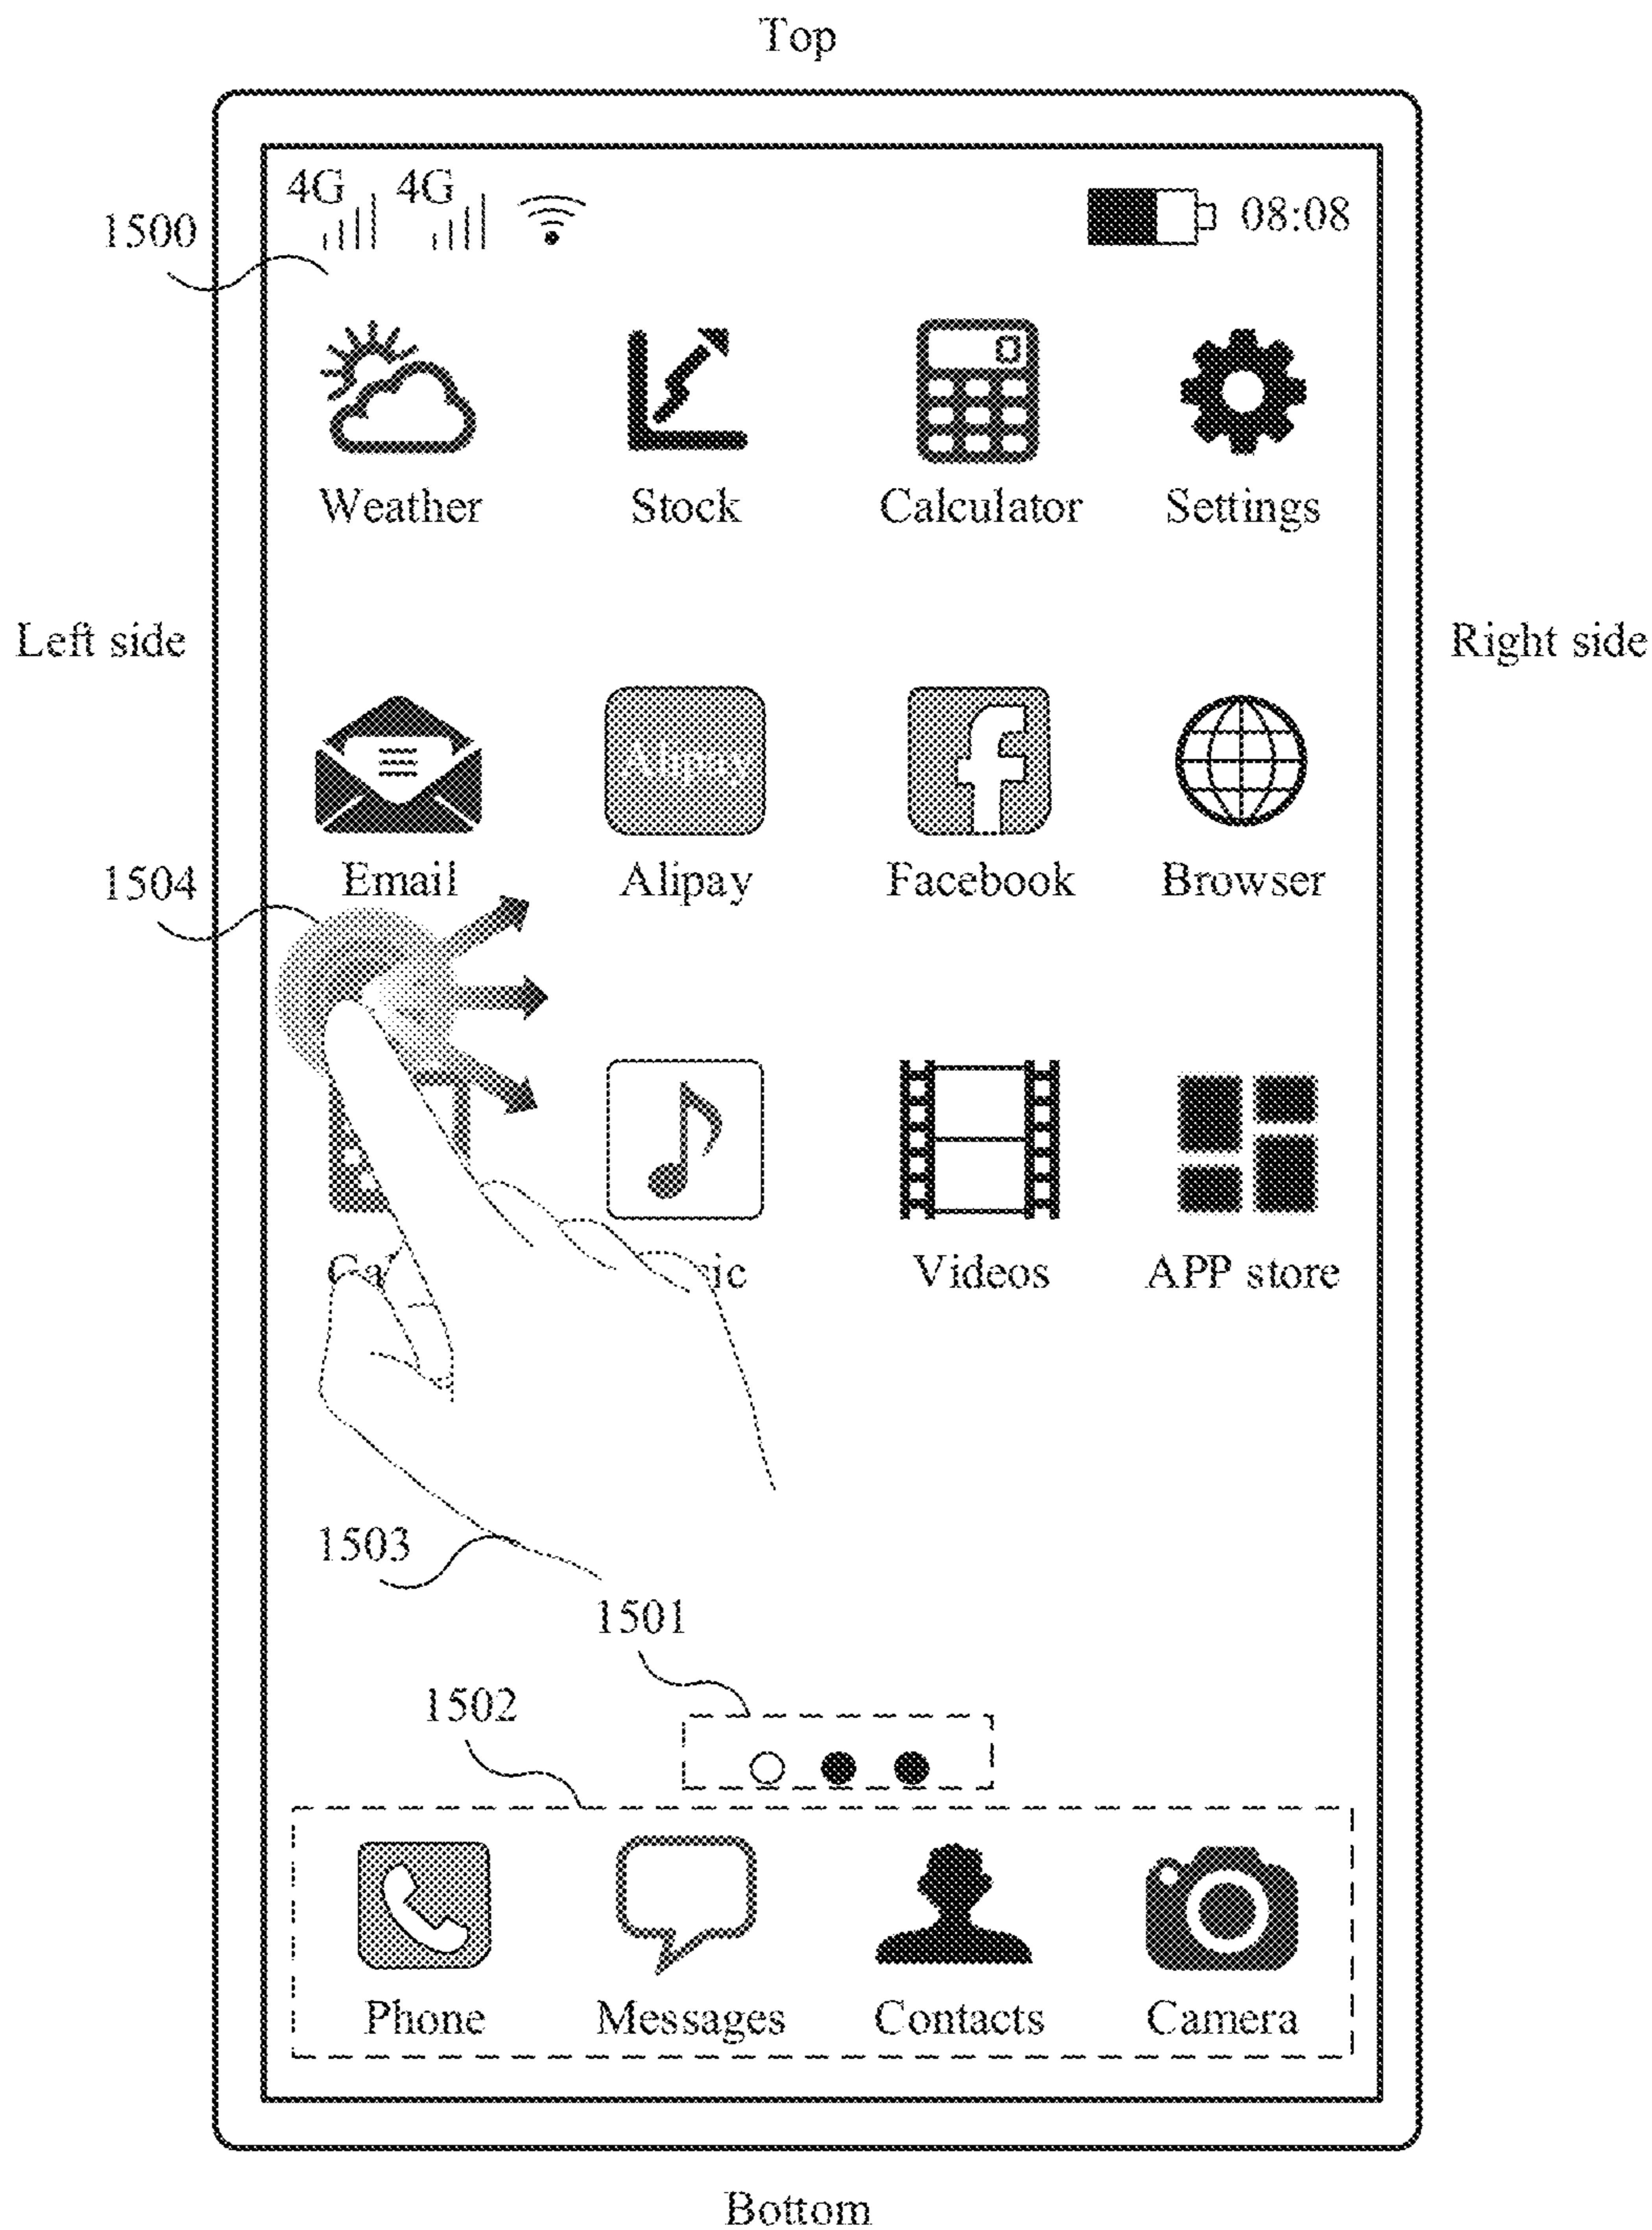 Top
4G 4G 08:08
1500
Weather Stock Calculator Settings
Left side Right side
Alipay
1504 Email Alipay Facebook Browser
Videos APP store
1503
1501
1502
Phone Messages Contacts Camera
Bottom